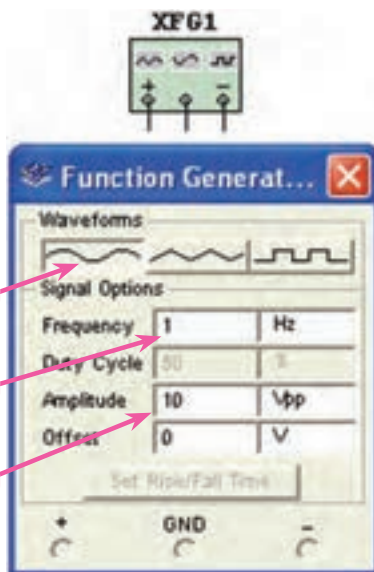 XFG1
+ −
Function Generat...
Waveforms
Signal Options
Frequency 1 Hz
Duty Cycle 50 %
Amplitude 10 Vpp
Offset 0 V
Set Rise/Fall Time
+ GND −